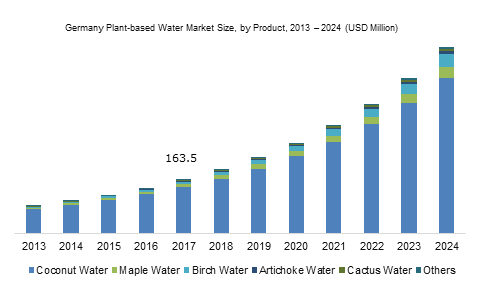 Germany Plant-based Water Market Size, by Product, 2013 – 2024 (USD Million)
163.5
2013 2014 2015 2016 2017 2018 2019 2020 2021 2022 2023 2024
Coconut Water Maple Water Birch Water Artichoke Water Cactus Water Others